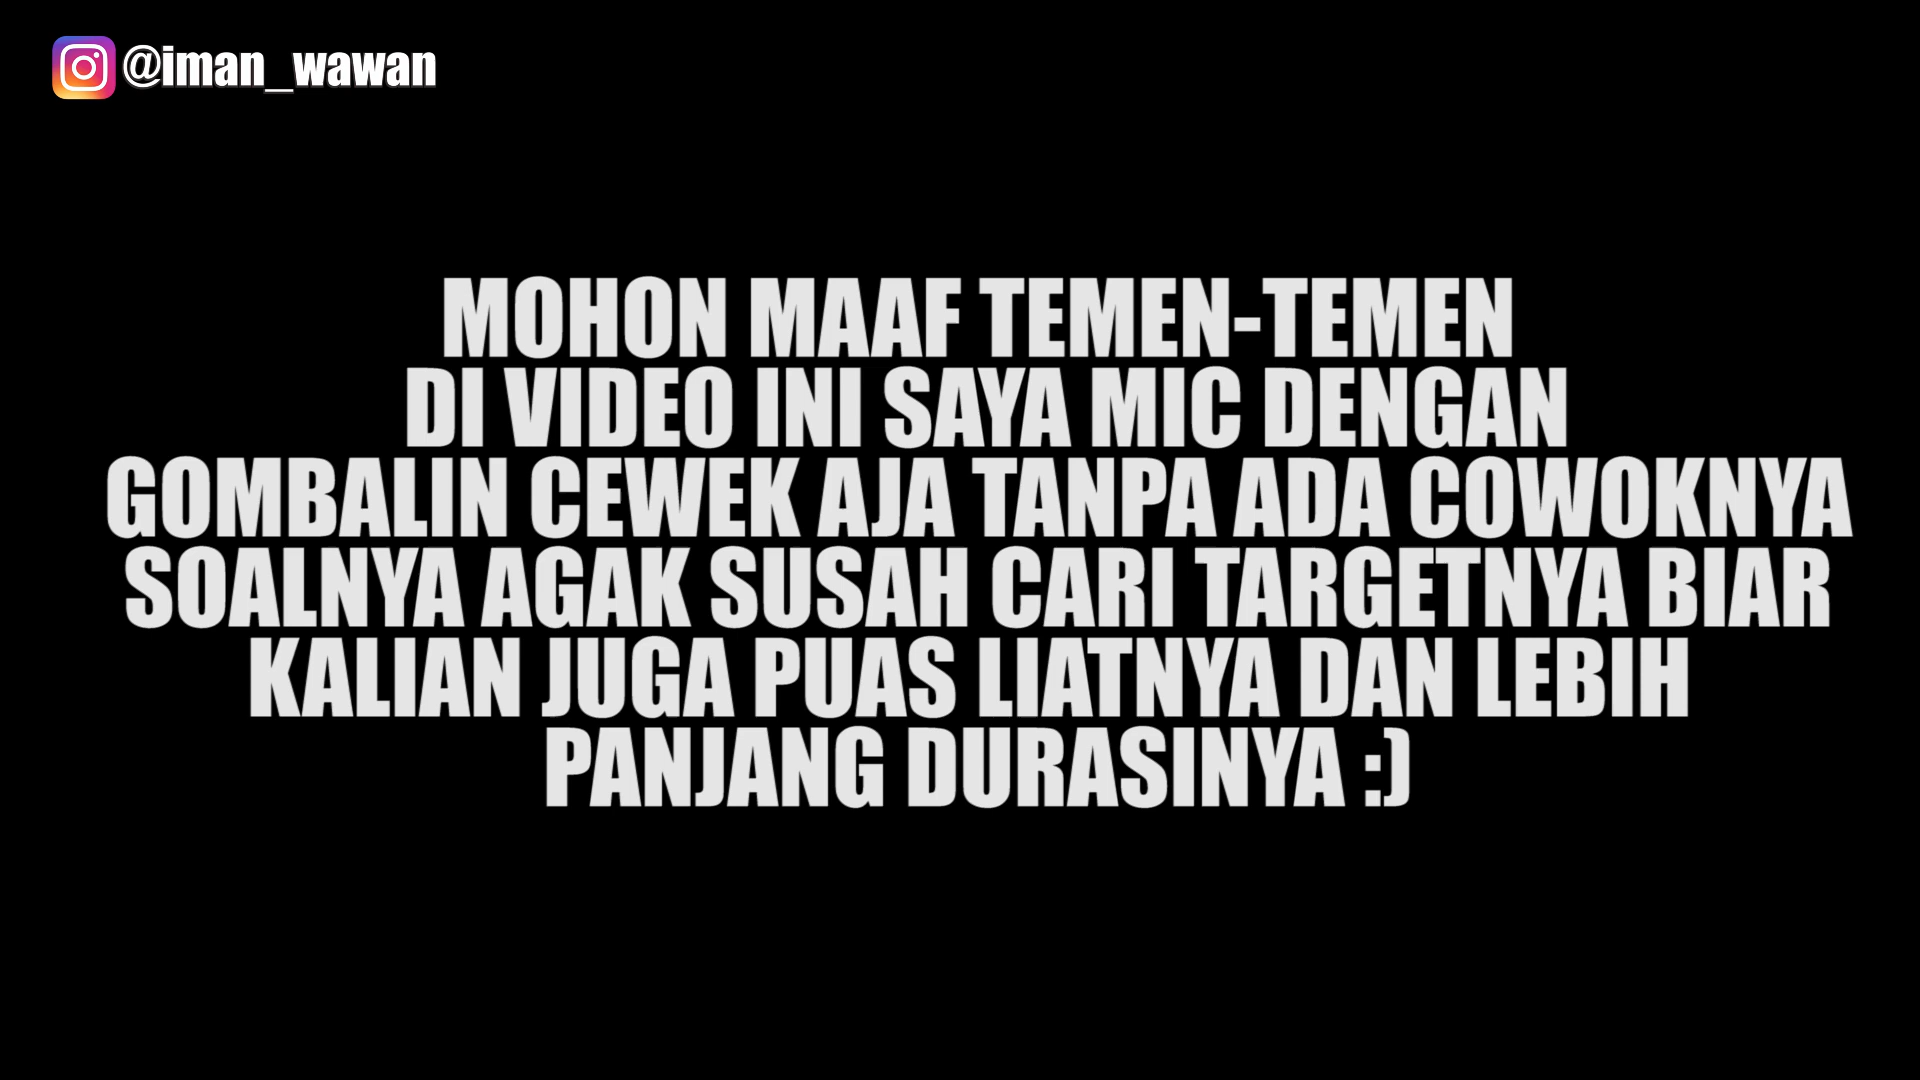 @iman_wawan
MOHON MAAF TEMEN-TEMEN
DI VIDEO INI SAYA MIC DENGAN
GOMBALIN CEWEK AJA TANPA ADA COWOKNYA
SOALNYA AGAK SUSAH CARI TARGETNYA BIAR
KALIAN JUGA PUAS LIATNYA DAN LEBIH
PANJANG DURASINYA :)